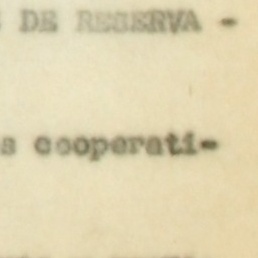 DE RESERVA -
s cooperati-